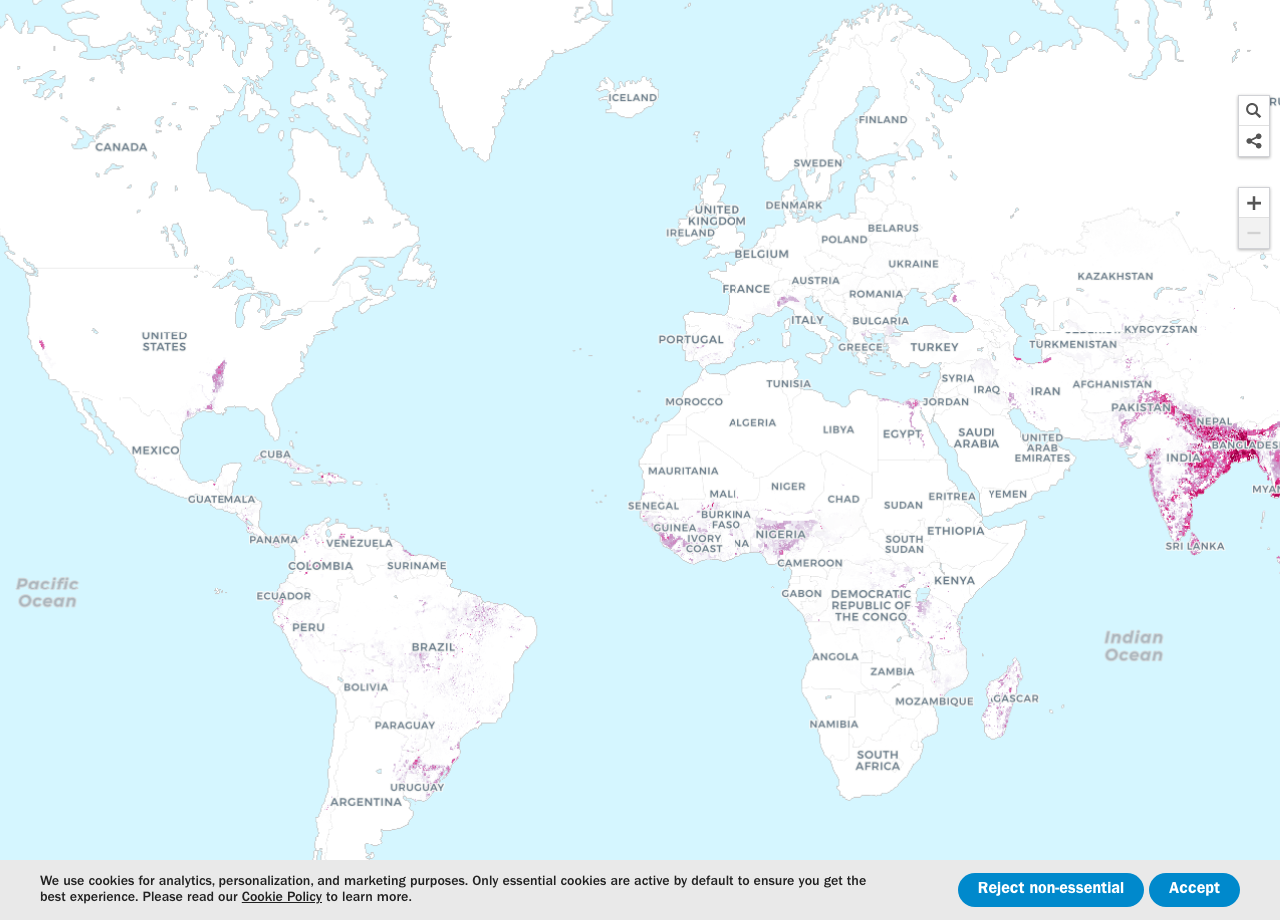 ICELAND
FINLAND
CANADA
SWEDEN
DENMARK
UNITED
KINGDOM
IRELAND
BELARUS
POLAND
BELGIUM
UKRAINE
KAZAKHSTAN
AUSTRIA
FRANCE
ROMANIA
ITALY
BULGARIA
KYRGYZSTAN
UNITED
STATES
PORTUGAL
GREECE
TURKEY
TURKMENISTAN
TUNISIA
SYRIA
IRAQ
IRAN
AFGHANISTAN
MOROCCO
JORDAN
PAKISTAN
ALGERIA
LIBYA
EGYPT
SAUDI
ARABIA
UNITED
ARAB
EMIRATES
NEPAL
BANGLADESH
INDIA
MEXICO
CUBA
MAURITANIA
NIGER
CHAD
MALI
SUDAN
ERITREA
YEMEN
GUATEMALA
SENEGAL
BURKINA
FASO
GUINEA
IVORY
COAST
NA
NIGERIA
ETHIOPIA
SOUTH
SUDAN
SRI LANKA
PANAMA
VENEZUELA
COLOMBIA
SURINAME
CAMEROON
KENYA
Pacific
Ocean
ECUADOR
GABON
DEMOCRATIC
REPUBLIC OF
THE CONGO
PERU
BRAZIL
Indian
Ocean
ANGOLA
ZAMBIA
BOLIVIA
MOZAMBIQUE
GASCAR
PARAGUAY
NAMIBIA
SOUTH
AFRICA
URUGUAY
ARGENTINA
We use cookies for analytics, personalization, and marketing purposes. Only essential cookies are active by default to ensure you get the
best experience. Please read our Cookie Policy to learn more.
Reject non-essential
Accept